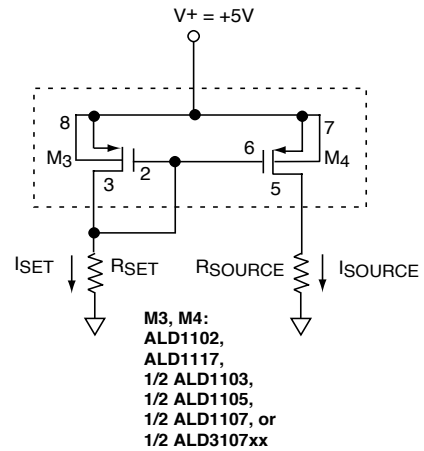 V+ = +5V
8
7
M3
3
2
6
5
M4
ISET
RSET
RSOURCE
ISOURCE
M3, M4:
ALD1102,
ALD1117,
1/2 ALD1103,
1/2 ALD1105,
1/2 ALD1107, or
1/2 ALD3107xx